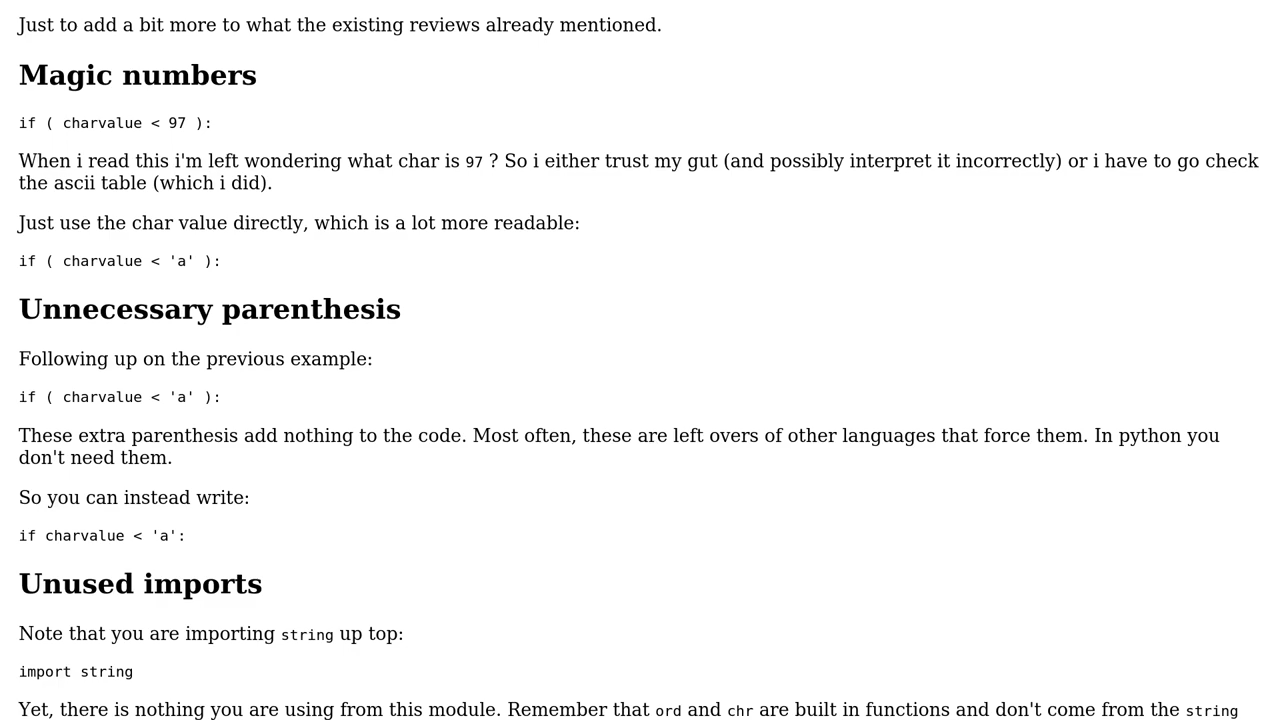 Just to add a bit more to what the existing reviews already mentioned.
Magic numbers
if ( charvalue < 97 ):
When i read this i'm left wondering what char is 97 ? So i either trust my gut (and possibly interpret it incorrectly) or i have to go check
the ascii table (which i did).
Just use the char value directly, which is a lot more readable:
if ( charvalue < 'a' ):
Unnecessary parenthesis
Following up on the previous example:
if ( charvalue < 'a' ):
These extra parenthesis add nothing to the code. Most often, these are left overs of other languages that force them. In python you
don't need them.
So you can instead write:
if charvalue < 'a':
Unused imports
Note that you are importing string up top:
import string
Yet, there is nothing you are using from this module. Remember that ord and chr are built in functions and don't come from the string